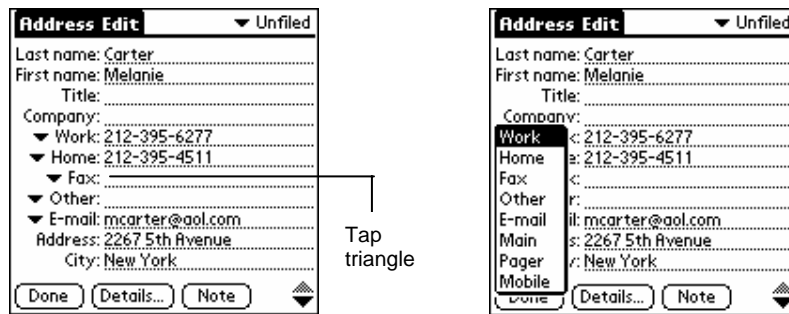 Address Edit Unfiled
Last name: Carter
First name: Melanie
Title:
Company:
Work: 212-395-6277
Home: 212-395-4511
Fax:
Other:
E-mail: mcarter@aol.com
Address: 2267 5th Avenue
City: New York
Done Details... Note
Tap
triangle
Address Edit Unfiled
Last name: Carter
First name: Melanie
Title:
Company:
Work k: 212-395-6277
Home e: 212-395-4511
Fax x:
Other r:
E-mail il: mcarter@aol.com
Main s: 2267 5th Avenue
Pager y: New York
Mobile
Done Details... Note